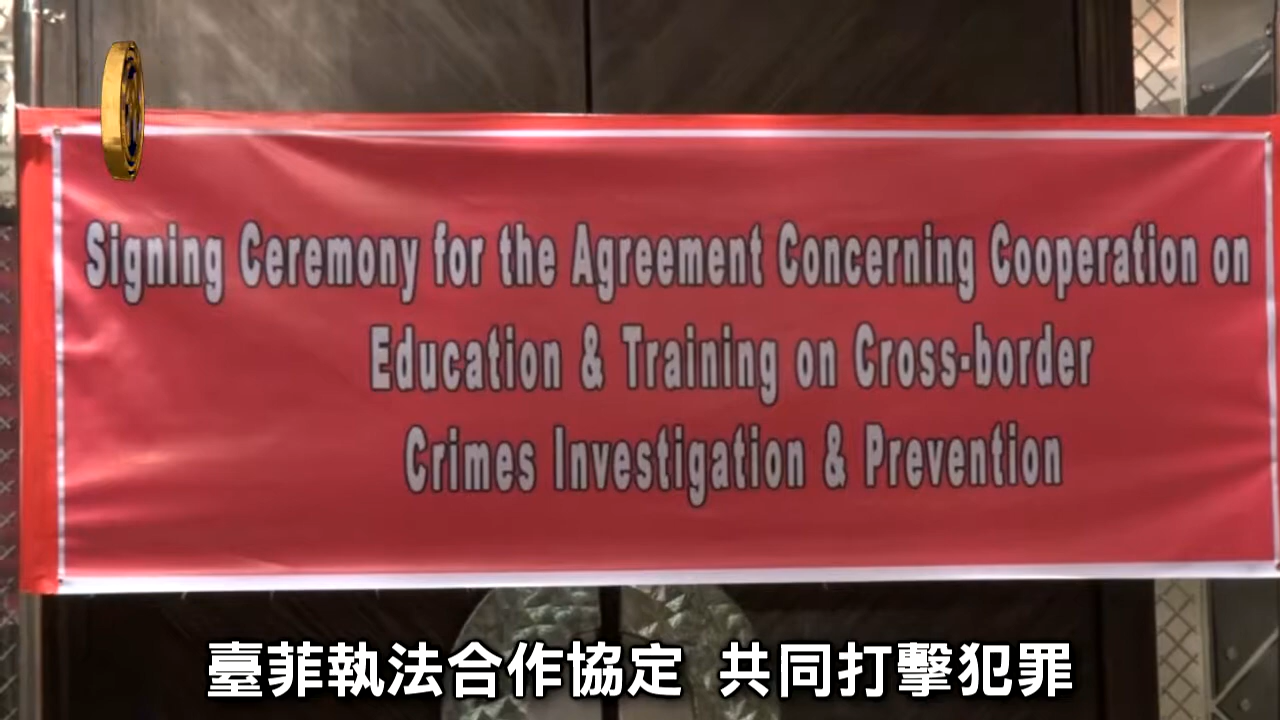 Signing Ceremony for the Agreement Concerning Cooperation on
Education & Training on Cross-border
Crimes Investigation & Prevention
臺菲執法合作協定 共同打擊犯罪